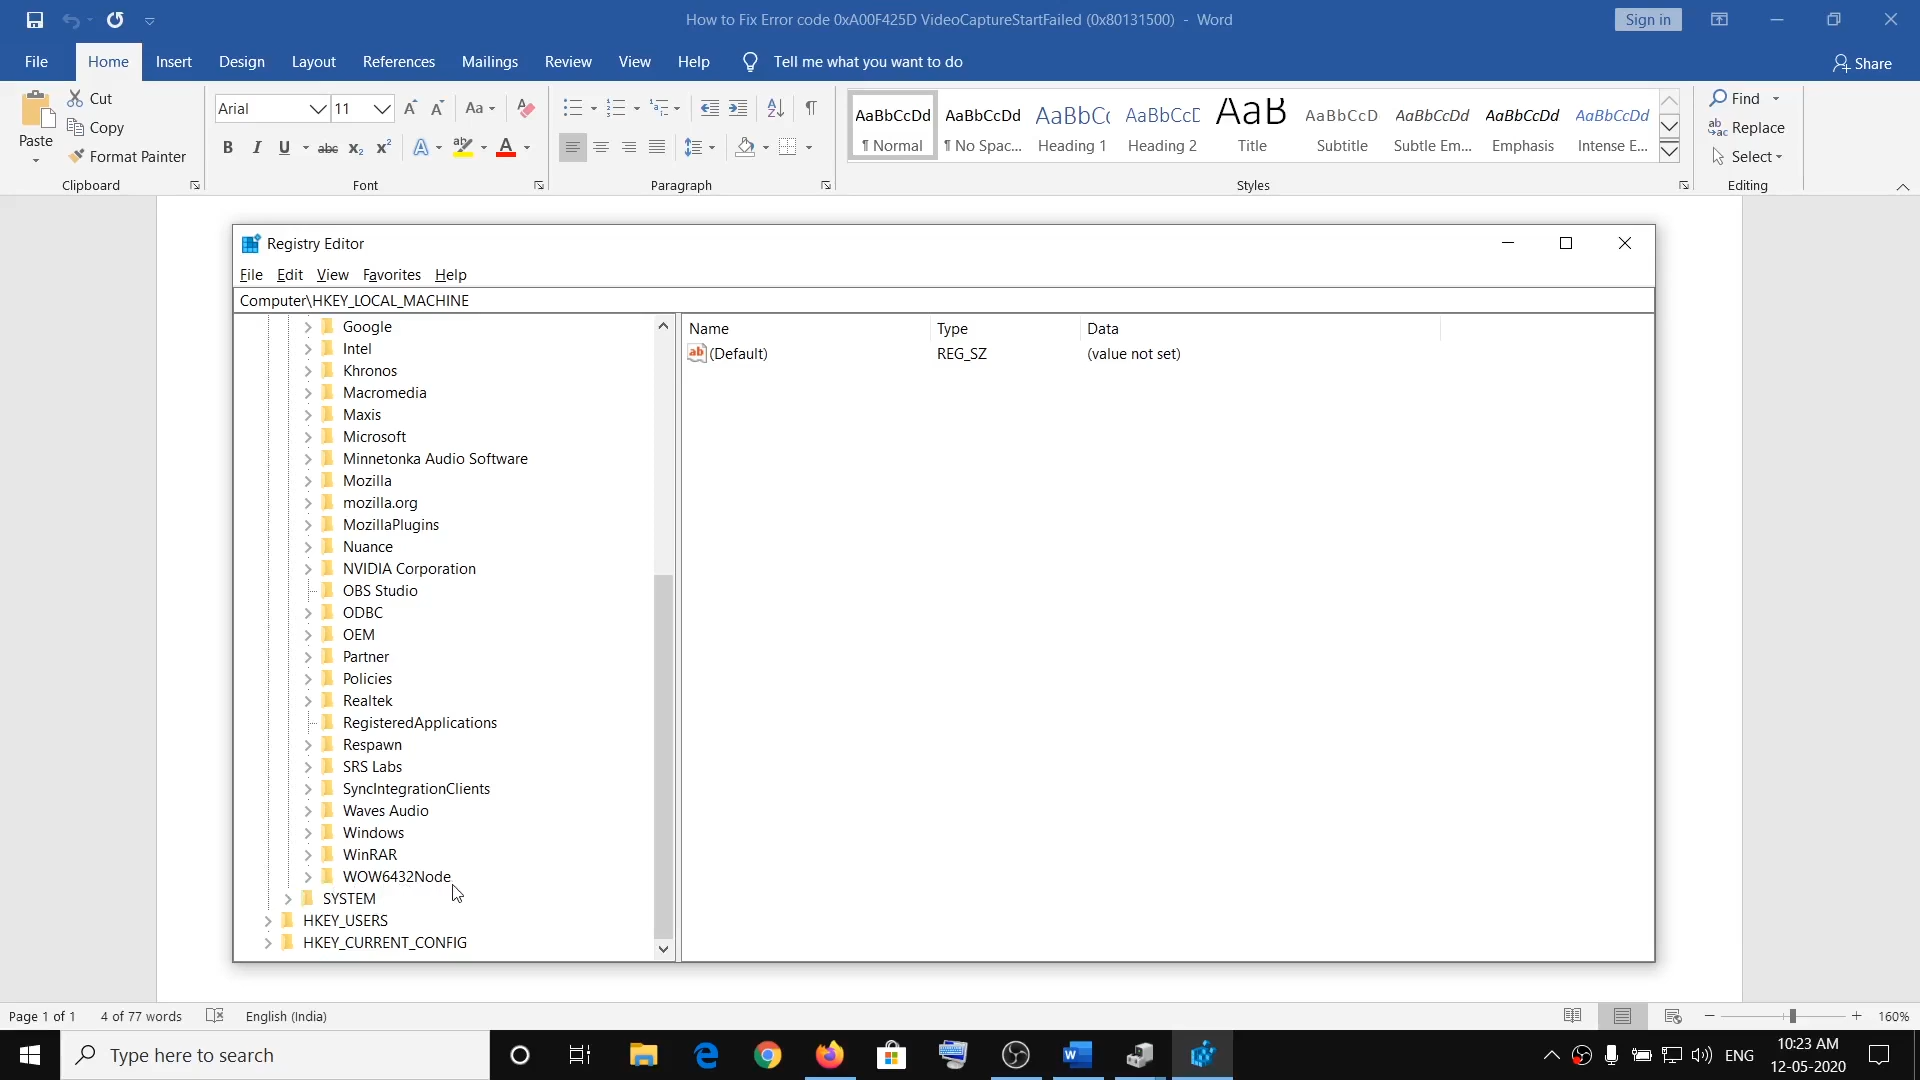 How to Fix Error code 0xA00F425D VideoCaptureStartFailed (0x80131500) - Word
Sign in
File Home Insert Design Layout References Mailings Review View Help Tell me what you want to do Share
Paste
Cut
Copy
Format Painter
Clipboard
Arial 11
Aa
B I U abc X2 X2 A ab A
Font
Paragraph
AaBbCcDd AaBbCcDd AaBbCc AaBbCcD AaB AaBbCcD AaBbCcDd AaBbCcDd AaBbCcDd
¶ Normal ¶ No Spac... Heading 1 Heading 2 Title Subtitle Subtle Em... Emphasis Intense E...
Styles
Find
Replace
Select
Editing
Registry Editor
File Edit View Favorites Help
Computer\HKEY_LOCAL_MACHINE
Google
Intel
Khronos
Macromedia
Maxis
Microsoft
Minnetonka Audio Software
Mozilla
mozilla.org
MozillaPlugins
Nuance
NVIDIA Corporation
OBS Studio
ODBC
OEM
Partner
Policies
Realtek
RegisteredApplications
Respawn
SRS Labs
SyncIntegrationClients
Waves Audio
Windows
WinRAR
WOW6432Node
SYSTEM
HKEY_USERS
HKEY_CURRENT_CONFIG
Name Type Data
ab (Default) REG_SZ (value not set)
Page 1 of 1 4 of 77 words English (India) 160%
Type here to search
ENG
10:23 AM
12-05-2020